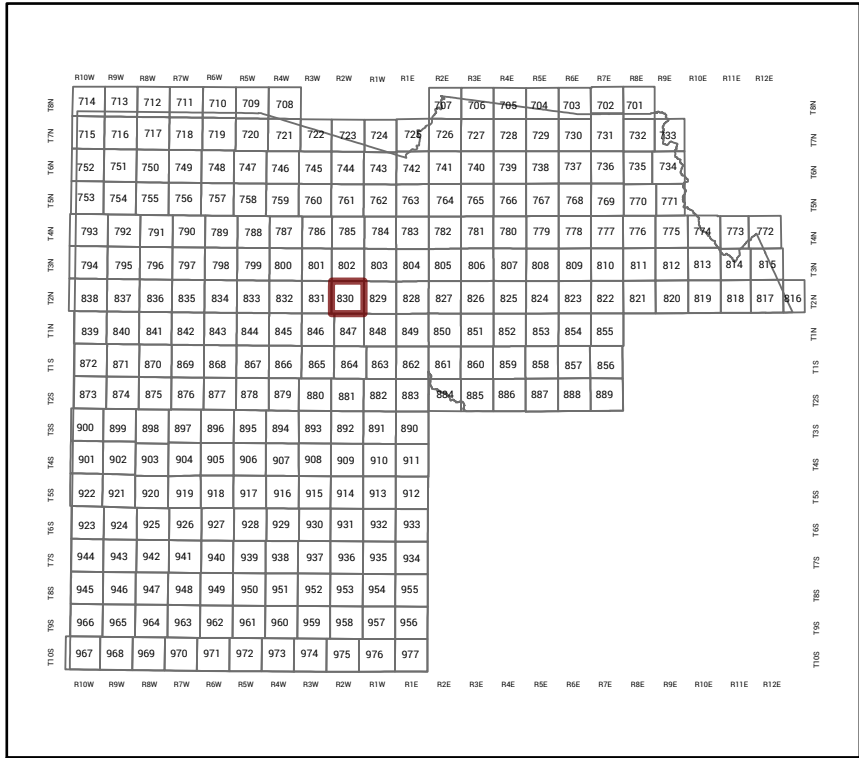 R10W R9W R8W R7W R6W R5W R4W R3W R2W R1W R1E R2E R3E R4E R5E R6E R7E R8E R9E R10E R11E R12E
T8N 714 713 712 711 710 709 708 707 706 705 704 703 702 701 T8N
T7N 715 716 717 718 719 720 721 722 723 724 725 726 727 728 729 730 731 732 733 T7N
T6N 752 751 750 749 748 747 746 745 744 743 742 741 740 739 738 737 736 735 734 T6N
T5N 753 754 755 756 757 758 759 760 761 762 763 764 765 766 767 768 769 770 771 T5N
T4N 793 792 791 790 789 788 787 786 785 784 783 782 781 780 779 778 777 776 775 774 773 772 T4N
T3N 794 795 796 797 798 799 800 801 802 803 804 805 806 807 808 809 810 811 812 813 814 815 T3N
T2N 838 837 836 835 834 833 832 831 830 829 828 827 826 825 824 823 822 821 820 819 818 817 816 T2N
T1N 839 840 841 842 843 844 845 846 847 848 849 850 851 852 853 854 855 T1N
T1S 872 871 870 869 868 867 866 865 864 863 862 861 860 859 858 857 856 T1S
T2S 873 874 875 876 877 878 879 880 881 882 883 884 885 886 887 888 889 T2S
T3S 900 899 898 897 896 895 894 893 892 891 890 T3S
T4S 901 902 903 904 905 906 907 908 909 910 911 T4S
T5S 922 921 920 919 918 917 916 915 914 913 912 T5S
T6S 923 924 925 926 927 928 929 930 931 932 933 T6S
T7S 944 943 942 941 940 939 938 937 936 935 934 T7S
T8S 945 946 947 948 949 950 951 952 953 954 955 T8S
T9S 966 965 964 963 962 961 960 959 958 957 956 T9S
T10S 967 968 969 970 971 972 973 974 975 976 977 T10S
R10W R9W R8W R7W R6W R5W R4W R3W R2W R1W R1E R2E R3E R4E R5E R6E R7E R8E R9E R10E R11E R12E